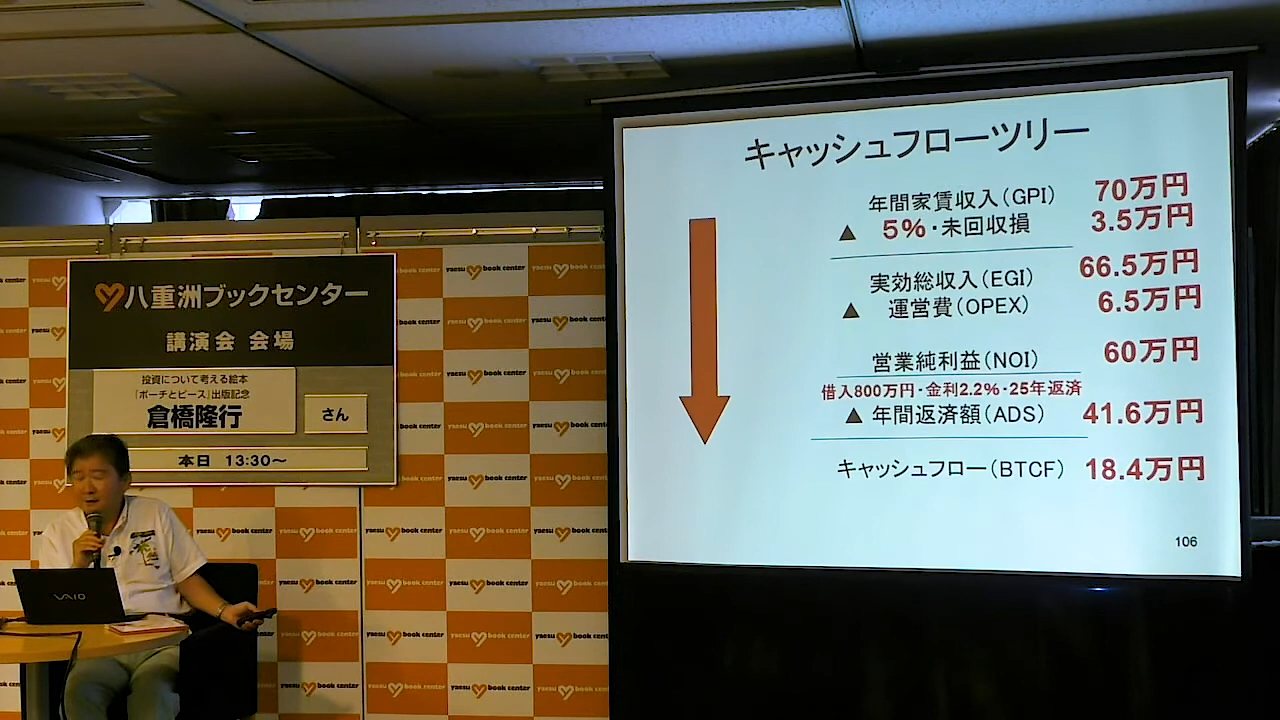 八重洲ブックセンター
講演会 会場
投資について考える絵本
「ポーチとピース」出版記念
倉橋隆行
さん
本日 13:30～
VAIO
yaesu book center
キャッシュフローツリー
年間家賃収入(GPI) 70万円
▲ 5%・未回収損 3.5万円
実効総収入(EGI) 66.5万円
▲ 運営費(OPEX) 6.5万円
営業純利益(NOI) 60万円
借入800万円・金利2.2%・25年返済
▲ 年間返済額(ADS) 41.6万円
キャッシュフロー(BTCF) 18.4万円
106